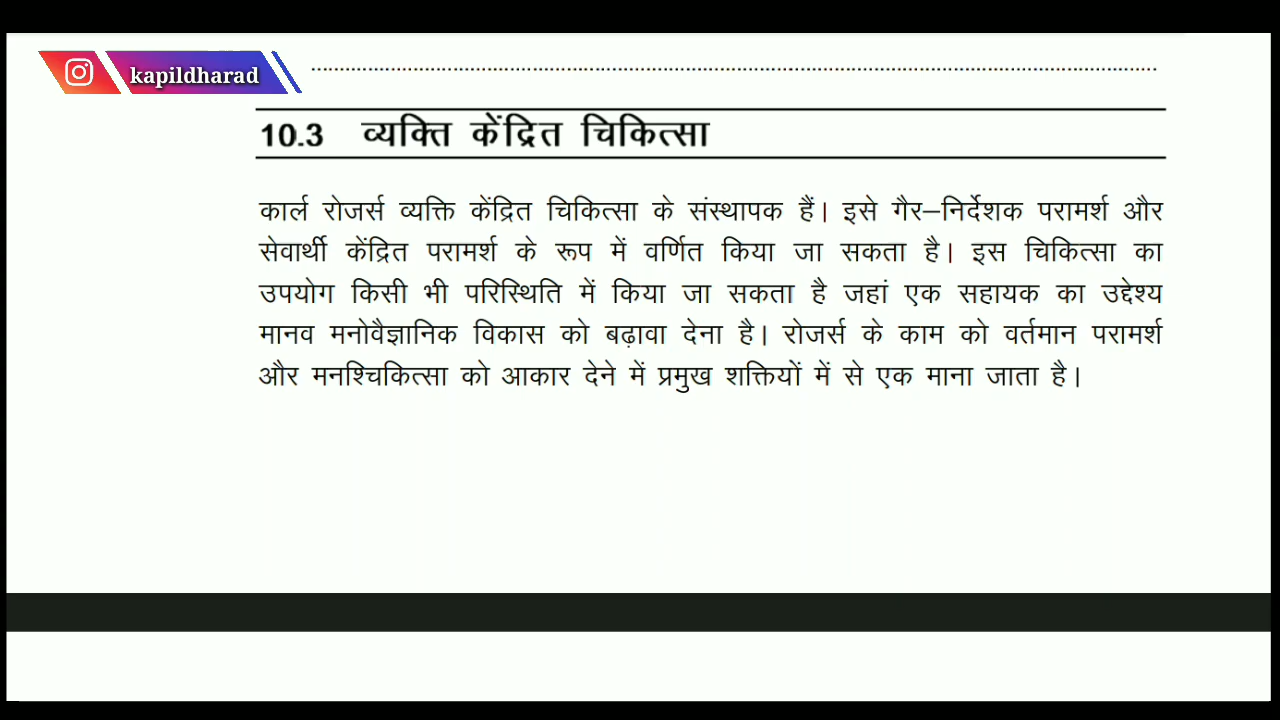 kapildharad
10.3 व्यक्ति केंद्रित चिकित्सा
कार्ल रोजर्स व्यक्ति केंद्रित चिकित्सा के संस्थापक हैं। इसे गैर–निर्देशक परामर्श और
सेवार्थी केंद्रित परामर्श के रूप में वर्णित किया जा सकता है। इस चिकित्सा का
उपयोग किसी भी परिस्थिति में किया जा सकता है जहां एक सहायक का उद्देश्य
मानव मनोवैज्ञानिक विकास को बढ़ावा देना है। रोजर्स के काम को वर्तमान परामर्श
और मनश्चिकित्सा को आकार देने में प्रमुख शक्तियों में से एक माना जाता है।